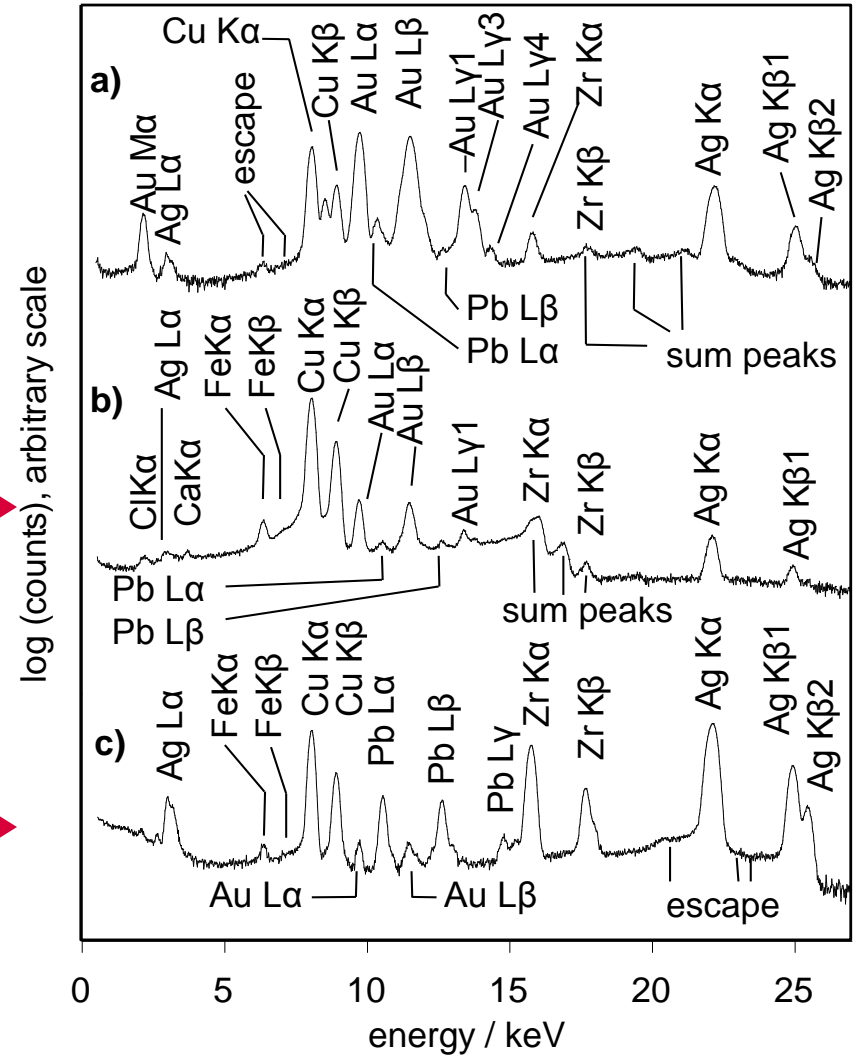 log (counts), arbitrary scale
a)
Au Mα
Ag Lα
escape
Cu Kα
Cu Kβ
Au Lα
Au Lβ
Au Lγ1
Au Lγ3
Au Lγ4
Zr Kα
Zr Kβ
Ag Kα
Ag Kβ1
Ag Kβ2
Pb Lβ
Pb Lα
sum peaks
b)
ClKα
Ag Lα
CaKα
FeKα
FeKβ
Cu Kα
Cu Kβ
Au Lα
Au Lβ
Au Lγ1
Zr Kα
Zr Kβ
Ag Kα
Ag Kβ1
Pb Lα
Pb Lβ
sum peaks
c)
Ag Lα
FeKα
FeKβ
Cu Kα
Cu Kβ
Pb Lα
Pb Lβ
Pb Lγ
Zr Kα
Zr Kβ
Ag Kα
Ag Kβ1
Ag Kβ2
Au Lα
Au Lβ
escape
0 5 10 15 20 25
energy / keV